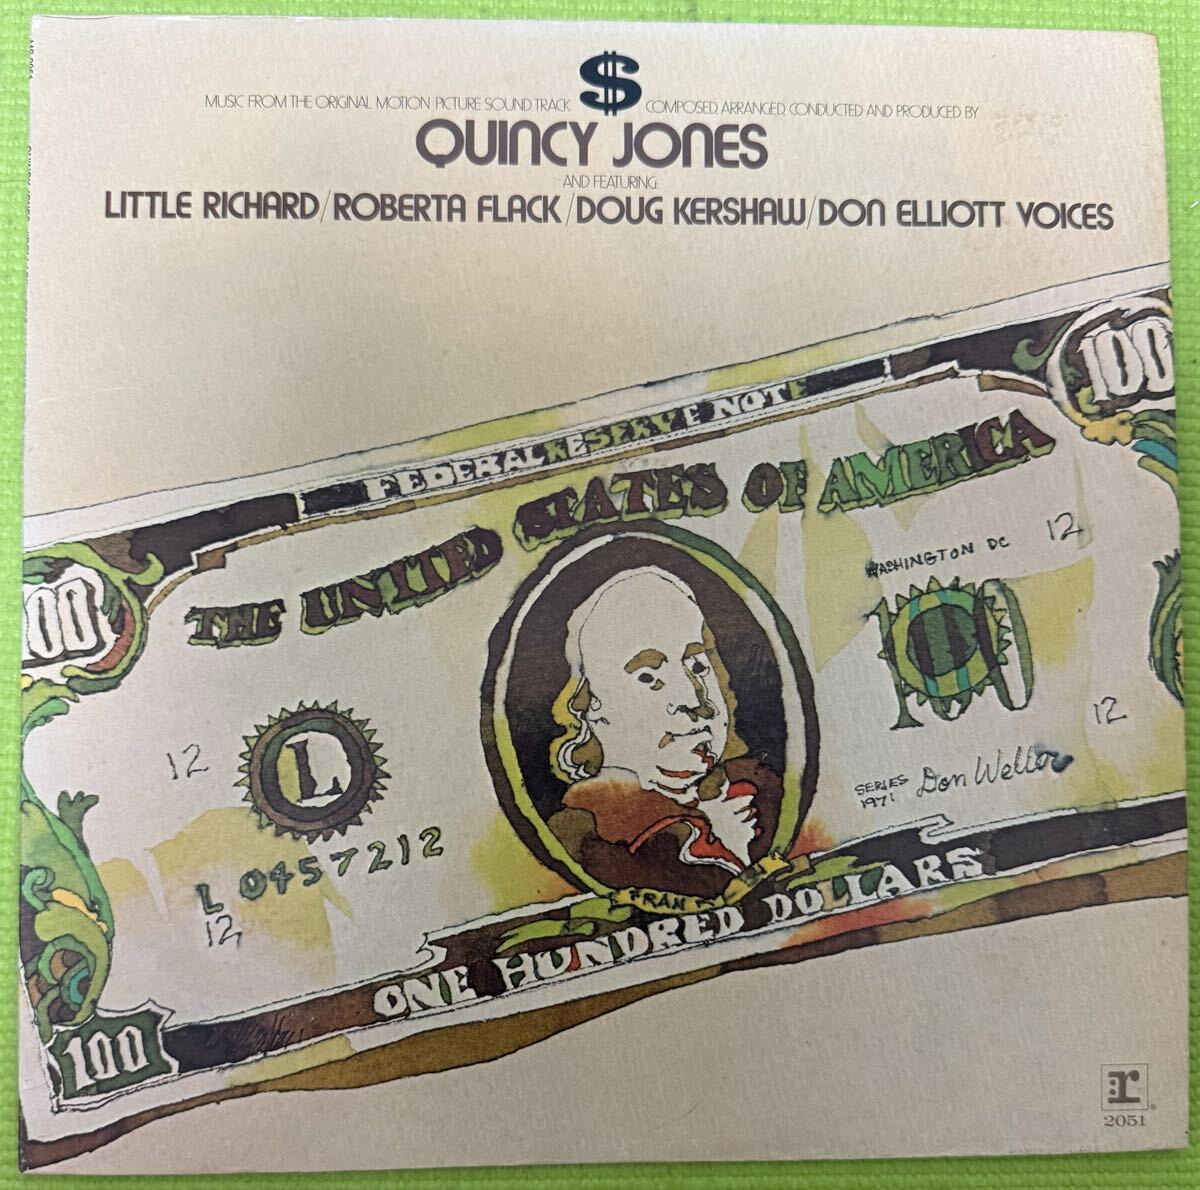 $
MUSIC FROM THE ORIGINAL MOTION PICTURE SOUND TRACK COMPOSED, ARRANGED, CONDUCTED AND PRODUCED BY
QUINCY JONES
AND FEATURING:
LITTLE RICHARD/ROBERTA FLACK/DOUG KERSHAW/DON ELLIOTT VOICES
100
FEDERAL RESERVE NOTE
THE UNITED STATES OF AMERICA
WASHINGTON DC
12
100
100
12
12
L
SERIES
1971
Don Weller
L 0457212
12
FRAN
ONE HUNDRED DOLLARS
100
r
2051